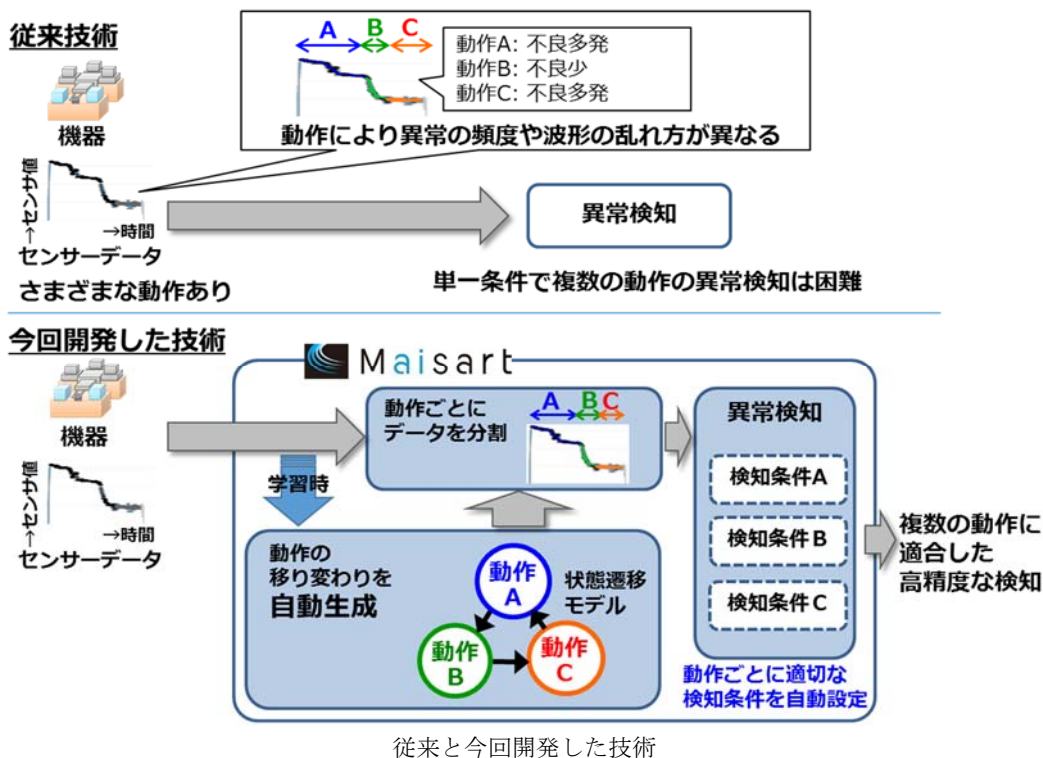 従来技術
A B C
動作A: 不良多発
動作B: 不良少
動作C: 不良多発
動作により異常の頻度や波形の乱れ方が異なる
機器
→センサ値
→時間
センサーデータ
さまざまな動作あり
異常検知
単一条件で複数の動作の異常検知は困難
今回開発した技術
機器
→センサ値
→時間
センサーデータ
Maisart
動作ごとに
データを分割
A B C
学習時
動作の
移り変わりを
自動生成
動作
A
動作
B
動作
C
状態遷移
モデル
異常検知
検知条件A
検知条件B
検知条件C
動作ごとに適切な
検知条件を自動設定
複数の動作に
適合した
高精度な検知
従来と今回開発した技術